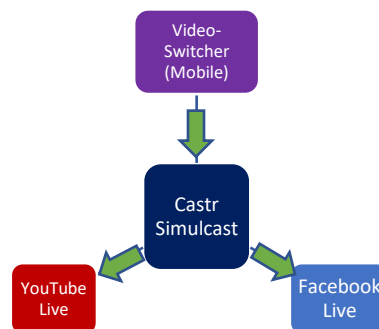 Video-
Switcher
(Mobile)
Castr
Simulcast
YouTube
Live
Facebook
Live